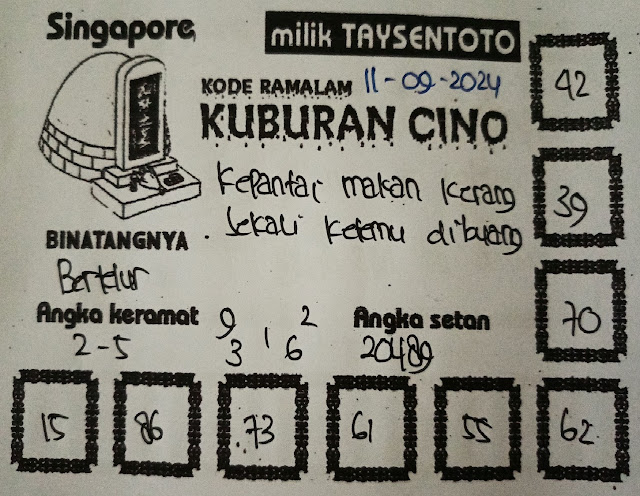 Singapore
milik TAYSENTOTO
KODE RAMALAM 11-09-2024
KUBURAN CINO
Kepantai makan kerang
Sekali ketemu dibuang
BINATANGNYA
Bertelur
Angka keramat
2-5
9 2
3 1 6
Angka setan
20489
42
39
70
15 86 73 61 55 62